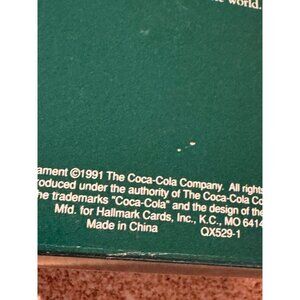 the world.
ament ©1991 The Coca-Cola Company. All rights
oduced under the authority of The Coca-Cola Co
he trademarks "Coca-Cola" and the design of the
Mfd. for Hallmark Cards, Inc., K.C., MO 6414
Made in China QX529-1